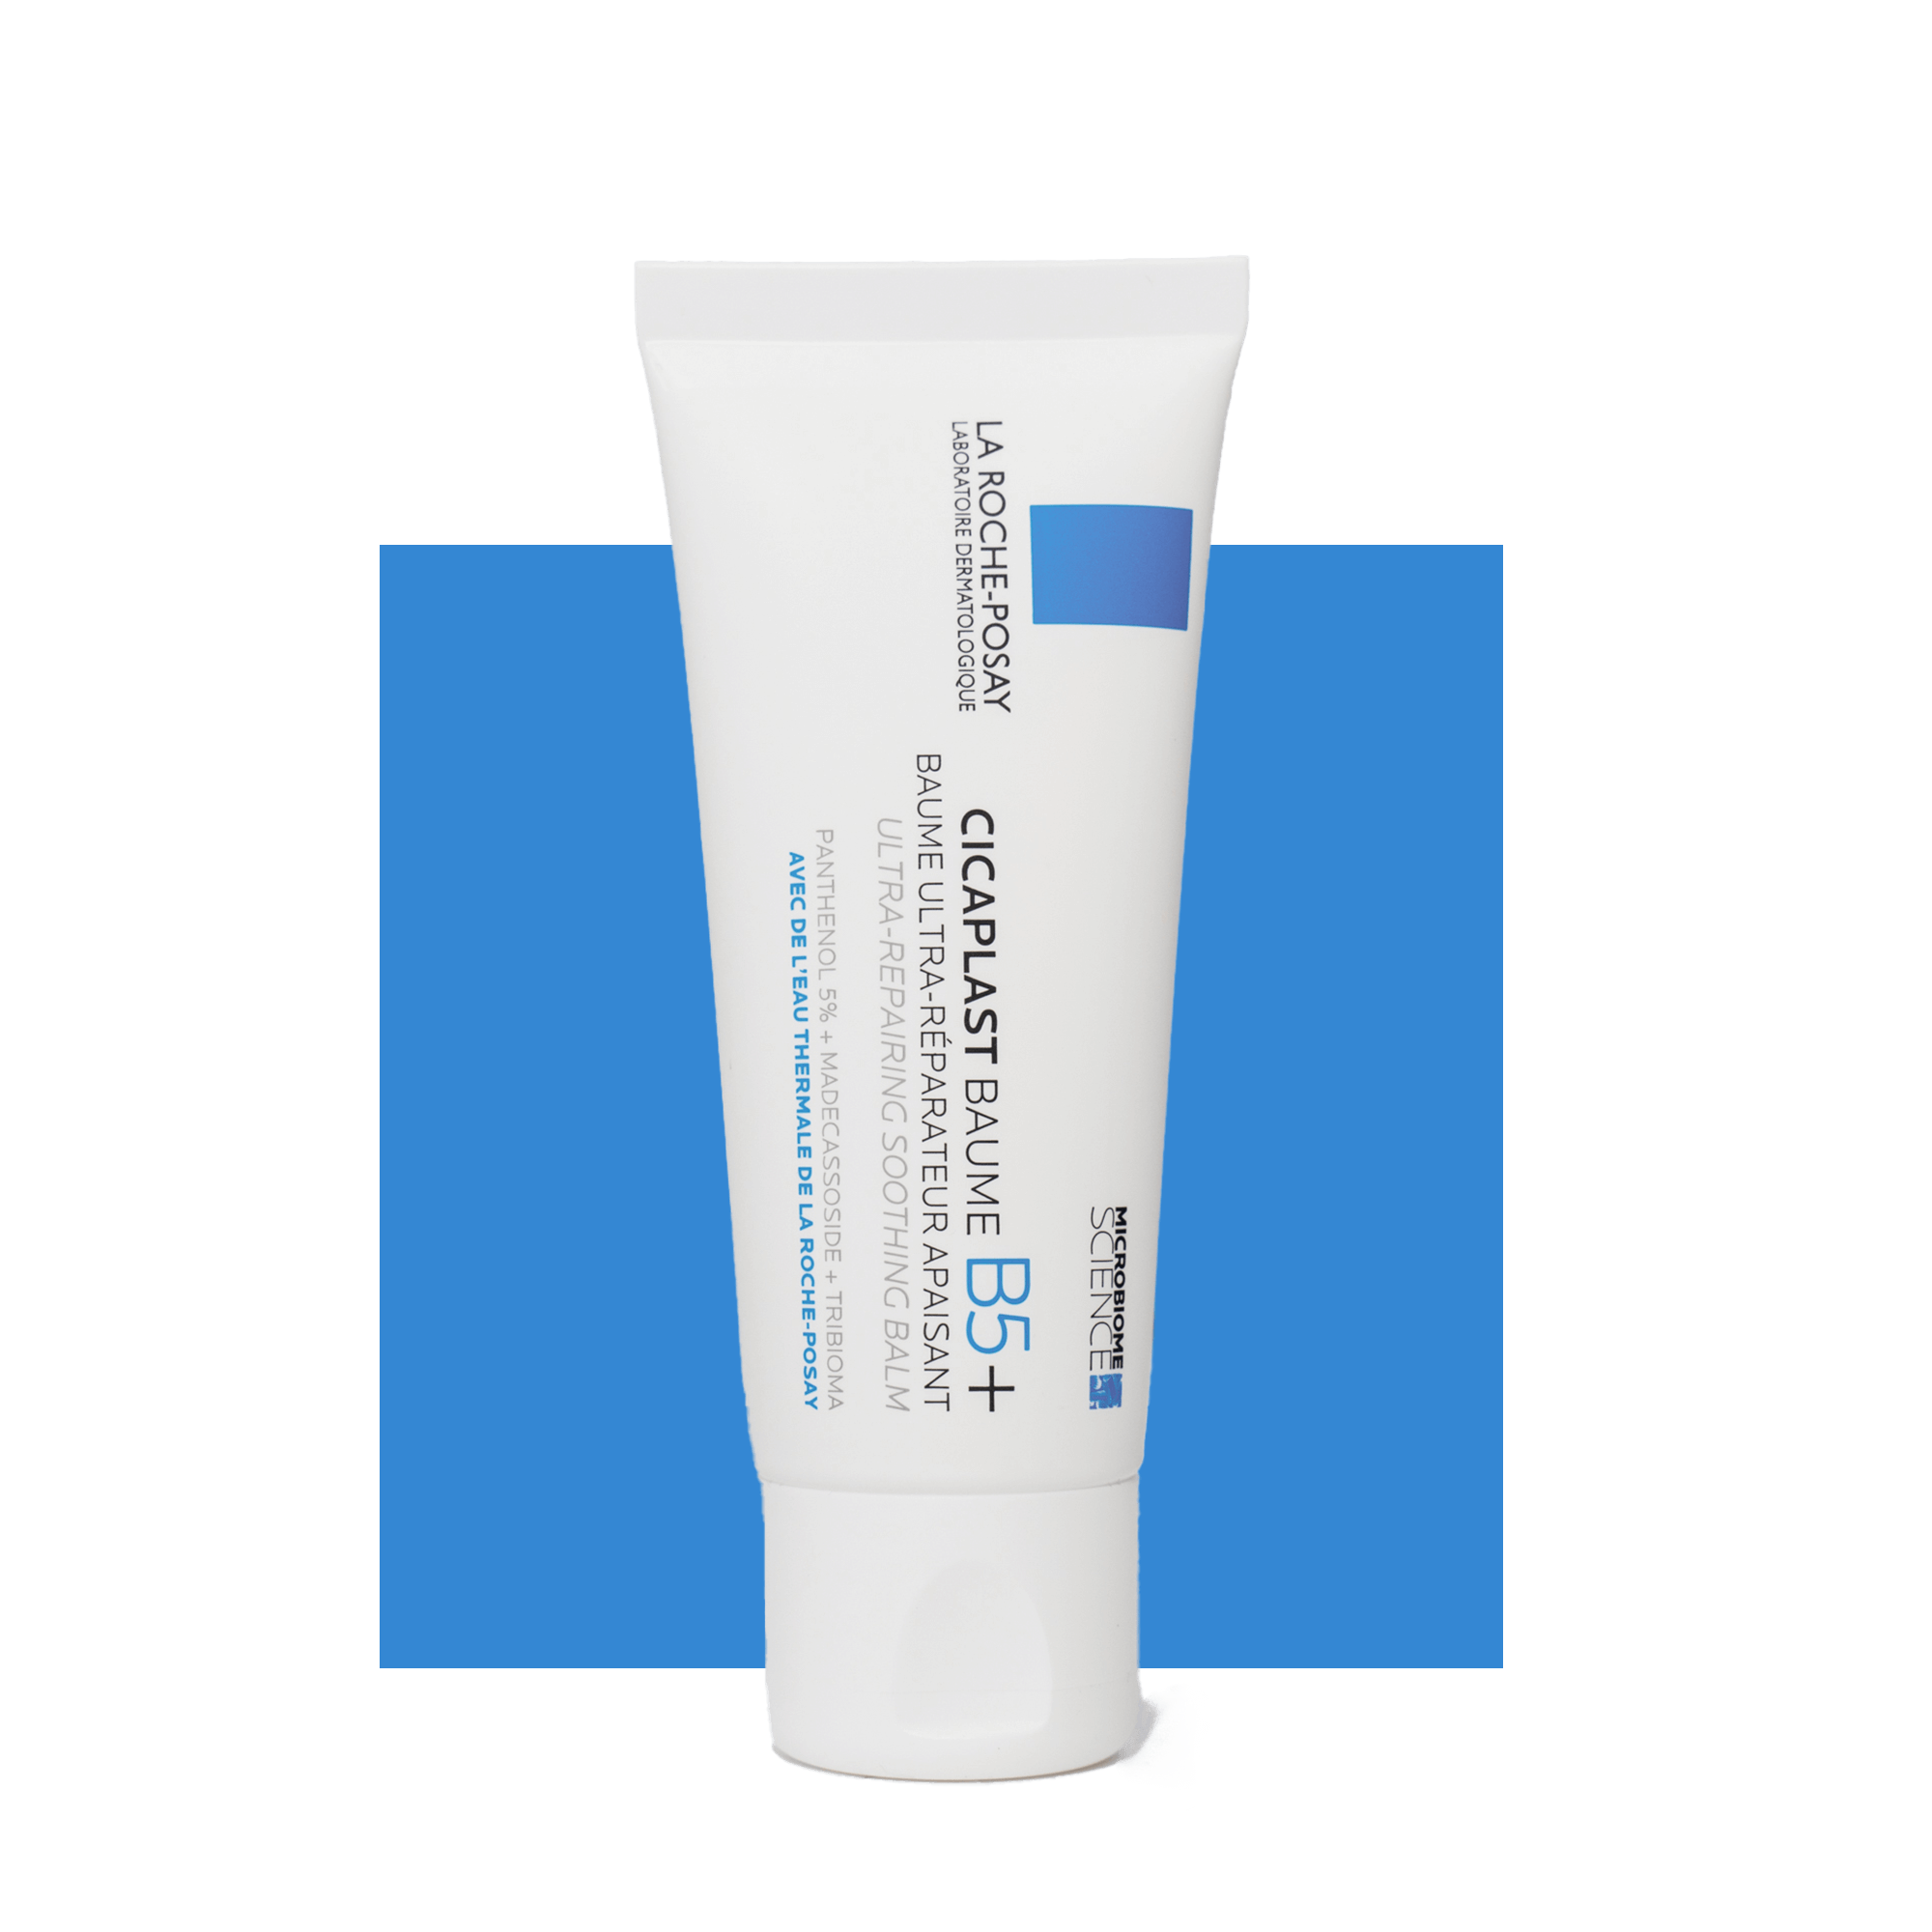 LA ROCHE-POSAY
LABORATOIRE DERMATOLOGIQUE
MICROBIOME
SCIENCE
CICAPLAST BAUME B5+
BAUME ULTRA-RÉPARATEUR APAISANT
ULTRA-REPAIRING SOOTHING BALM
PANTHENOL 5% + MADECASSOSIDE + TRIBIOMA
AVEC DE L'EAU THERMALE DE LA ROCHE-POSAY